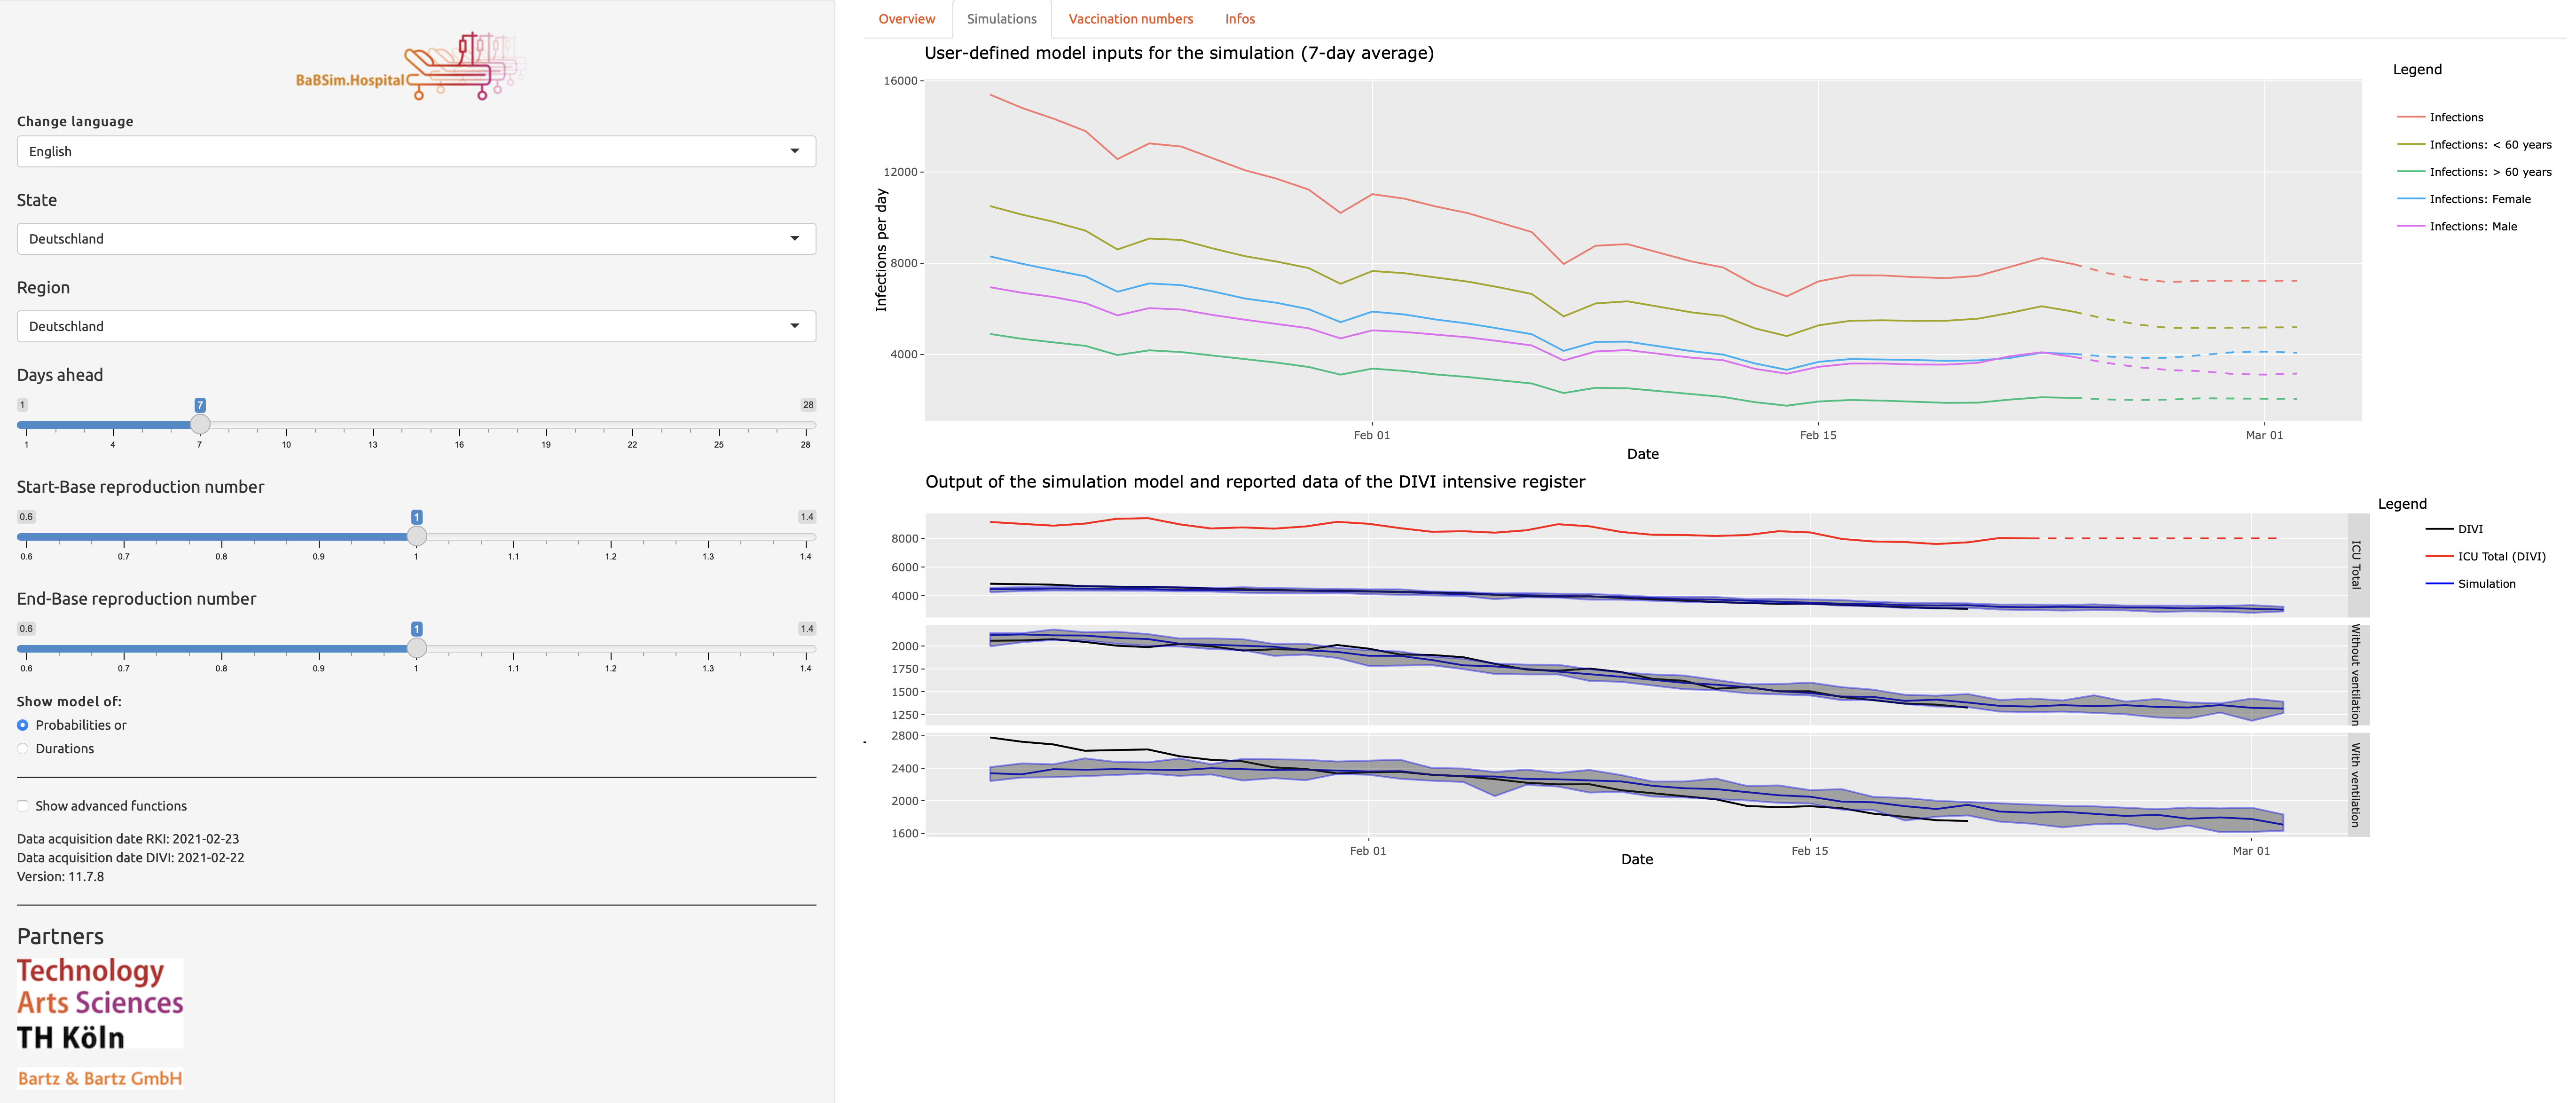 BaBSim.Hospital
Change language
English
State
Deutschland
Region
Deutschland
Days ahead
1 7 28
1 4 7 10 13 16 19 22 25 28
Start-Base reproduction number
0.6 1 1.4
0.6 0.7 0.8 0.9 1 1.1 1.2 1.3 1.4
End-Base reproduction number
0.6 1 1.4
0.6 0.7 0.8 0.9 1 1.1 1.2 1.3 1.4
Show model of:
Probabilities or
Durations
Show advanced functions
Data acquisition date RKI: 2021-02-23
Data acquisition date DIVI: 2021-02-22
Version: 11.7.8
Partners
Technology
Arts Sciences
TH Köln
Bartz & Bartz GmbH
Overview Simulations Vaccination numbers Infos
User-defined model inputs for the simulation (7-day average)
Infections per day
16000
12000
8000
4000
Feb 01 Feb 15 Mar 01
Date
Legend
Infections
Infections: < 60 years
Infections: > 60 years
Infections: Female
Infections: Male
Output of the simulation model and reported data of the DIVI intensive register
8000
6000
4000
ICU Total
2000
1750
1500
1250
Without ventilation
2800
2400
2000
1600
With ventilation
Feb 01 Feb 15 Mar 01
Date
Legend
DIVI
ICU Total (DIVI)
Simulation